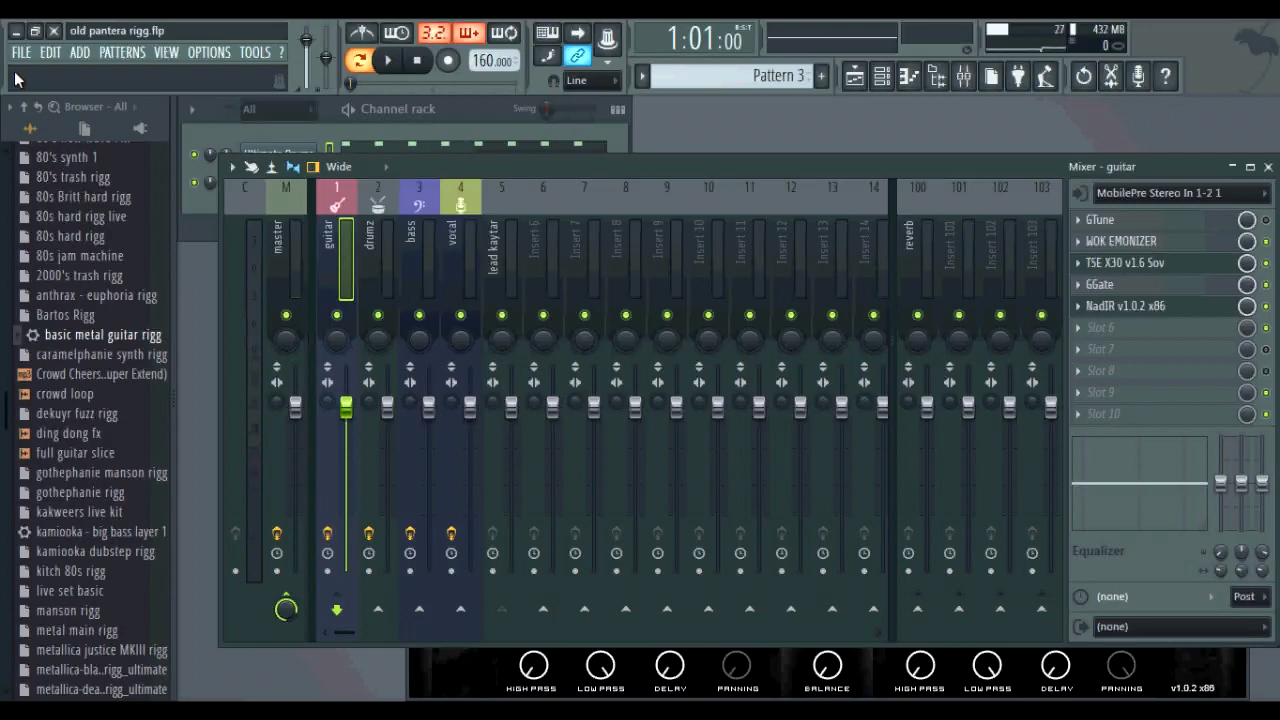 old pantera rigg.flp
FILE EDIT ADD PATTERNS VIEW OPTIONS TOOLS ?
3.2
160.000
Line
1:01:00
B:S:T
Pattern 3
27
432 MB
0
Browser - All
All
Channel rack
Swing
80's synth 1
80's trash rigg
80s Britt hard rigg
80s hard rigg live
80s hard rigg
80s jam machine
2000's trash rigg
anthrax - euphoria rigg
Bartos Rigg
basic metal guitar rigg
caramelphanie synth rigg
Crowd Cheers...uper Extend)
crowd loop
dekuyr fuzz rigg
ding dong fx
full guitar slice
gothephanie manson rigg
gothephanie rigg
kakweers live kit
kamiooka - big bass layer 1
kamiooka dubstep rigg
kitch 80s rigg
live set basic
manson rigg
metal main rigg
metallica justice MKIII rigg
metallica-bla..rigg_ultimate
metallica-dea..rigg_ultimate
Wide
Mixer - guitar
C M 1 2 3 4 5 6 7 8 9 10 11 12 13 14 100 101 102 103
master
guitar
drumz
bass
vocal
lead kaytar
Insert 6
Insert 7
Insert 8
Insert 9
Insert 10
Insert 11
Insert 12
Insert 13
Insert 14
reverb
Insert 101
Insert 102
Insert 103
MobilePre Stereo In 1-2 1
GTune
WOK EMONIZER
TSE X30 v1.6 Sov
GGate
NadIR v1.0.2 x86
Slot 6
Slot 7
Slot 8
Slot 9
Slot 10
Equalizer
(none)
Post
(none)
HIGH PASS LOW PASS DELAY PANNING BALANCE HIGH PASS LOW PASS DELAY PANNING v1.0.2 x86